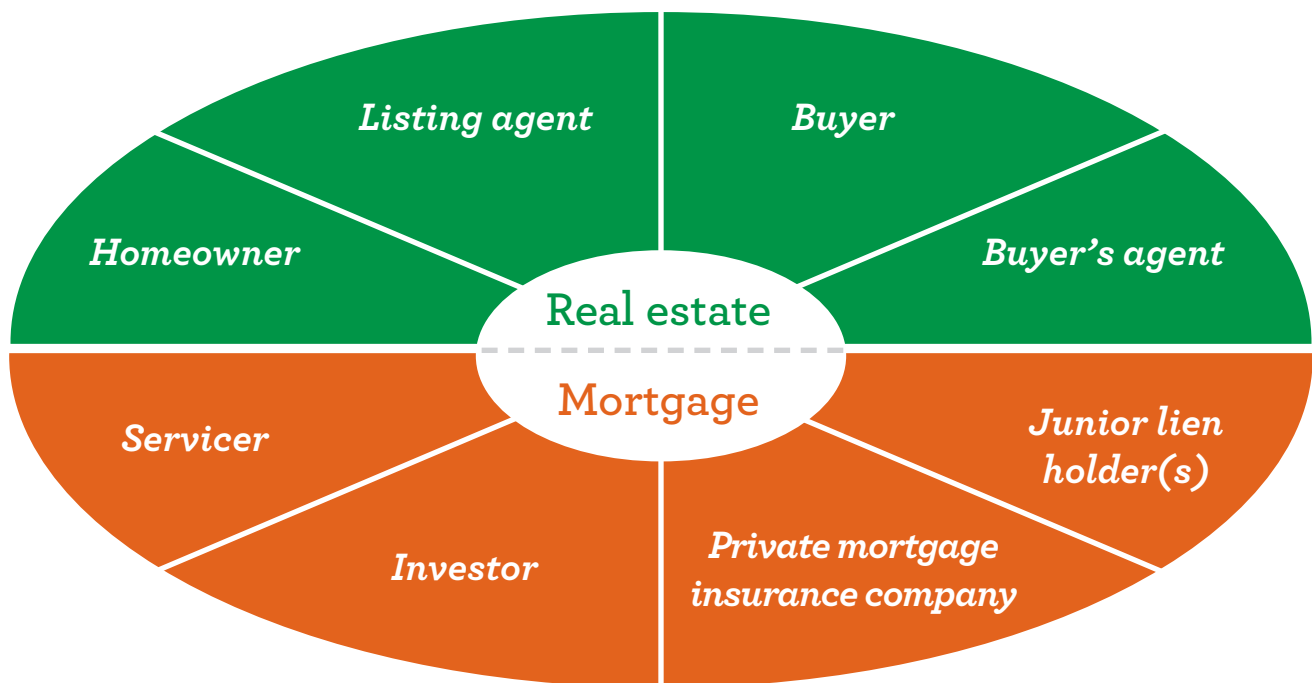 Listing agent
Buyer
Homeowner
Buyer’s agent
Real estate
Mortgage
Servicer
Junior lien
holder(s)
Investor
Private mortgage
insurance company